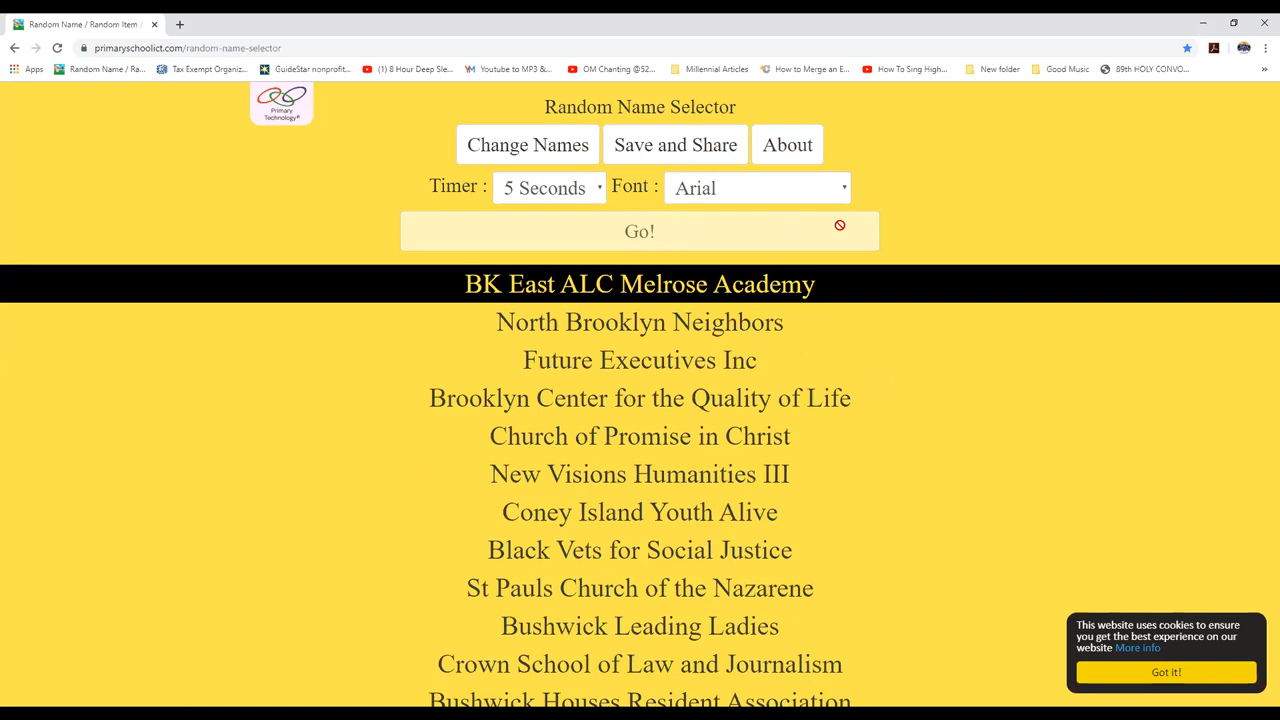 Random Name / Random Item /
primaryschoolict.com/random-name-selector
Apps
Random Name / Ra...
Tax Exempt Organiz...
GuideStar nonprofit...
(1) 8 Hour Deep Sle...
Youtube to MP3 &...
OM Chanting @52...
Millennial Articles
How to Merge an E...
How To Sing High...
New folder
Good Music
89th HOLY CONVO...
»
Primary
Technology®
Random Name Selector
Change Names
Save and Share
About
Timer : 5 Seconds Font : Arial
Go!
BK East ALC Melrose Academy
North Brooklyn Neighbors
Future Executives Inc
Brooklyn Center for the Quality of Life
Church of Promise in Christ
New Visions Humanities III
Coney Island Youth Alive
Black Vets for Social Justice
St Pauls Church of the Nazarene
Bushwick Leading Ladies
Crown School of Law and Journalism
Bushwick Houses Resident Association
This website uses cookies to ensure
you get the best experience on our
website More info
Got it!